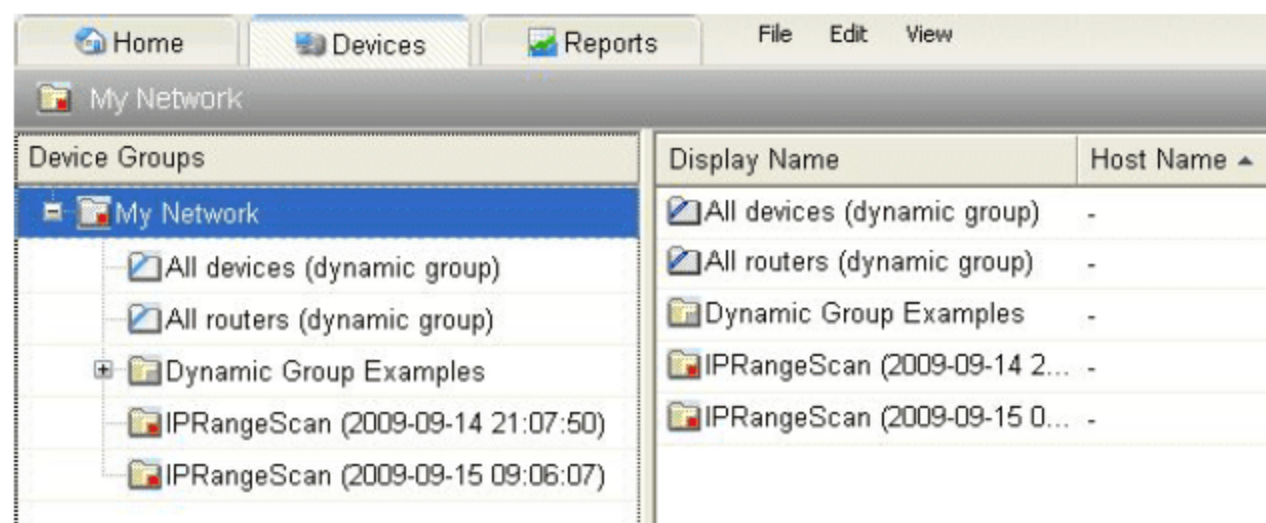 Home Devices Reports File Edit View
My Network
Device Groups
My Network
All devices (dynamic group)
All routers (dynamic group)
Dynamic Group Examples
IPRangeScan (2009-09-14 21:07:50)
IPRangeScan (2009-09-15 09:06:07)
Display Name Host Name
All devices (dynamic group) -
All routers (dynamic group) -
Dynamic Group Examples -
IPRangeScan (2009-09-14 2... -
IPRangeScan (2009-09-15 0... -